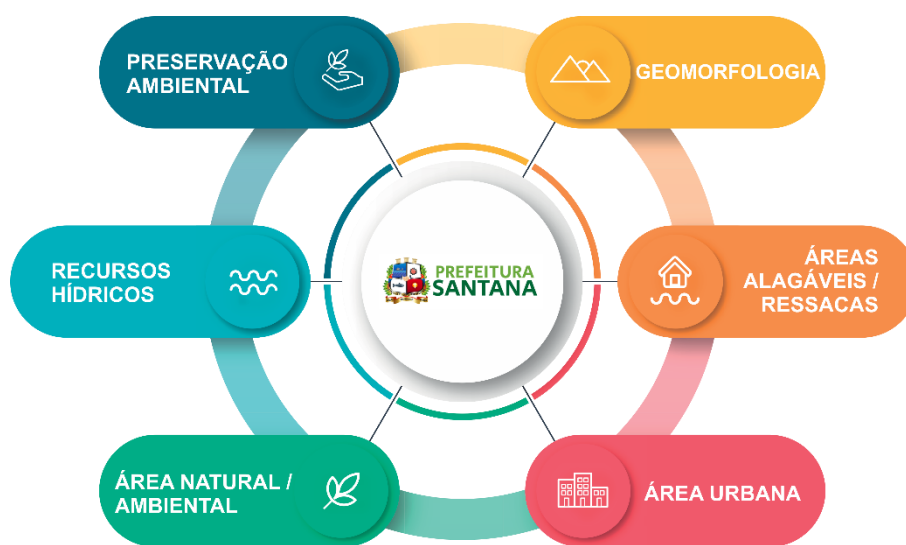 PRESERVAÇÃO
AMBIENTAL
GEOMORFOLOGIA
RECURSOS
HÍDRICOS
PREFEITURA
SANTANA
ÁREAS
ALAGÁVEIS /
RESSACAS
ÁREA NATURAL /
AMBIENTAL
ÁREA URBANA